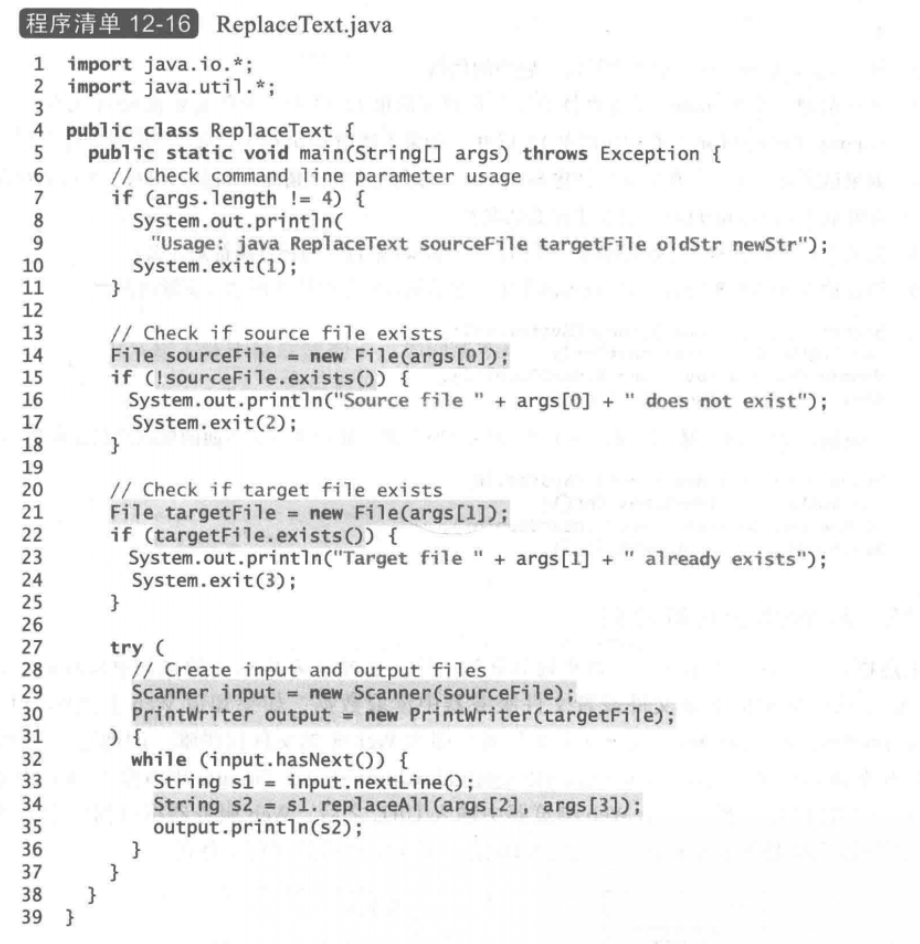 程序清单 12-16 ReplaceText.java
1 import java.io.*;
2 import java.util.*;
3
4 public class ReplaceText {
5 public static void main(String[] args) throws Exception {
6 // Check command line parameter usage
7 if (args.length != 4) {
8 System.out.println(
9 "Usage: java ReplaceText sourceFile targetFile oldStr newStr");
10 System.exit(1);
11 }
12
13 // Check if source file exists
14 File sourceFile = new File(args[0]);
15 if (!sourceFile.exists()) {
16 System.out.println("Source file " + args[0] + " does not exist");
17 System.exit(2);
18 }
19
20 // Check if target file exists
21 File targetFile = new File(args[1]);
22 if (targetFile.exists()) {
23 System.out.println("Target file " + args[1] + " already exists");
24 System.exit(3);
25 }
26
27 try (
28 // Create input and output files
29 Scanner input = new Scanner(sourceFile);
30 PrintWriter output = new PrintWriter(targetFile);
31 ) {
32 while (input.hasNext()) {
33 String s1 = input.nextLine();
34 String s2 = s1.replaceAll(args[2], args[3]);
35 output.println(s2);
36 }
37 }
38 }
39 }